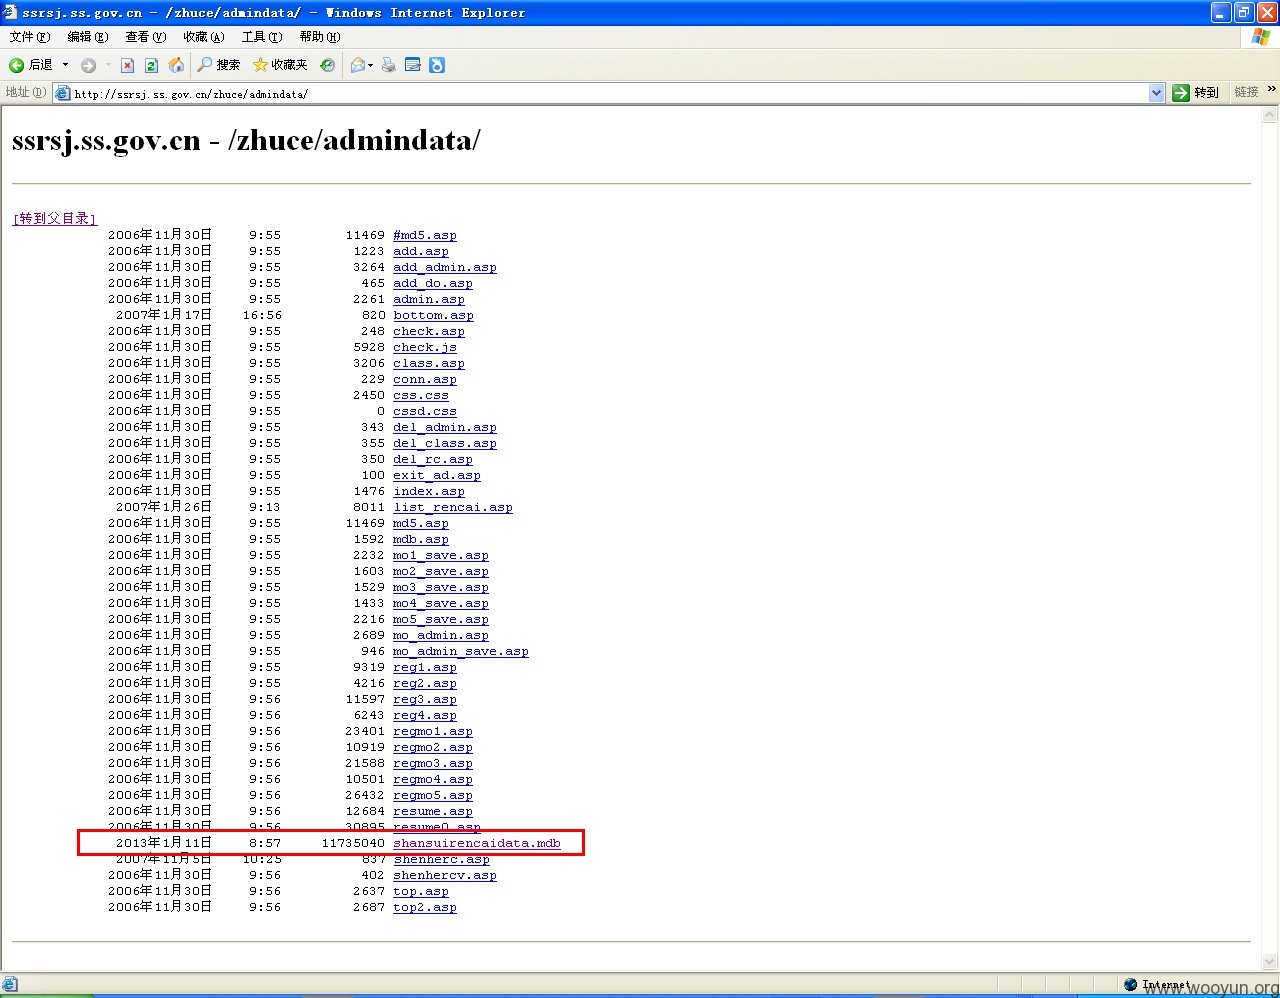 ssrsj.ss.gov.cn - /zhuce/admindata/ - Windows Internet Explorer
文件(F) 编辑(E) 查看(V) 收藏(A) 工具(T) 帮助(H)
后退 搜索 收藏夹
地址(D) http://ssrsj.ss.gov.cn/zhuce/admindata/ 转到 链接 »
ssrsj.ss.gov.cn - /zhuce/admindata/
[转到父目录]
2006年11月30日 9:55 11469 #md5.asp
2006年11月30日 9:55 1223 add.asp
2006年11月30日 9:55 3264 add_admin.asp
2006年11月30日 9:55 465 add_do.asp
2006年11月30日 9:55 2261 admin.asp
2007年1月17日 16:56 820 bottom.asp
2006年11月30日 9:55 248 check.asp
2006年11月30日 9:55 5928 check.js
2006年11月30日 9:55 3206 class.asp
2006年11月30日 9:55 229 conn.asp
2006年11月30日 9:55 2450 css.css
2006年11月30日 9:55 0 cssd.css
2006年11月30日 9:55 343 del_admin.asp
2006年11月30日 9:55 355 del_class.asp
2006年11月30日 9:55 350 del_rc.asp
2006年11月30日 9:55 100 exit_ad.asp
2006年11月30日 9:55 1476 index.asp
2007年1月26日 9:13 8011 list_rencai.asp
2006年11月30日 9:55 11469 md5.asp
2006年11月30日 9:55 1592 mdb.asp
2006年11月30日 9:55 2232 mo1_save.asp
2006年11月30日 9:55 1603 mo2_save.asp
2006年11月30日 9:55 1529 mo3_save.asp
2006年11月30日 9:55 1433 mo4_save.asp
2006年11月30日 9:55 2216 mo5_save.asp
2006年11月30日 9:55 2689 mo_admin.asp
2006年11月30日 9:55 946 mo_admin_save.asp
2006年11月30日 9:55 9319 reg1.asp
2006年11月30日 9:55 4216 reg2.asp
2006年11月30日 9:56 11597 reg3.asp
2006年11月30日 9:56 6243 reg4.asp
2006年11月30日 9:56 23401 regmo1.asp
2006年11月30日 9:56 10919 regmo2.asp
2006年11月30日 9:56 21588 regmo3.asp
2006年11月30日 9:56 10501 regmo4.asp
2006年11月30日 9:56 26432 regmo5.asp
2006年11月30日 9:56 12684 resume.asp
2006年11月30日 9:56 30895 resume0.asp
2013年1月11日 8:57 11735040 shansuirencaidata.mdb
2007年11月5日 10:25 837 shenherc.asp
2006年11月30日 9:56 402 shenhercv.asp
2006年11月30日 9:56 2637 top.asp
2006年11月30日 9:56 2687 top2.asp
Internet
www.wooyun.org